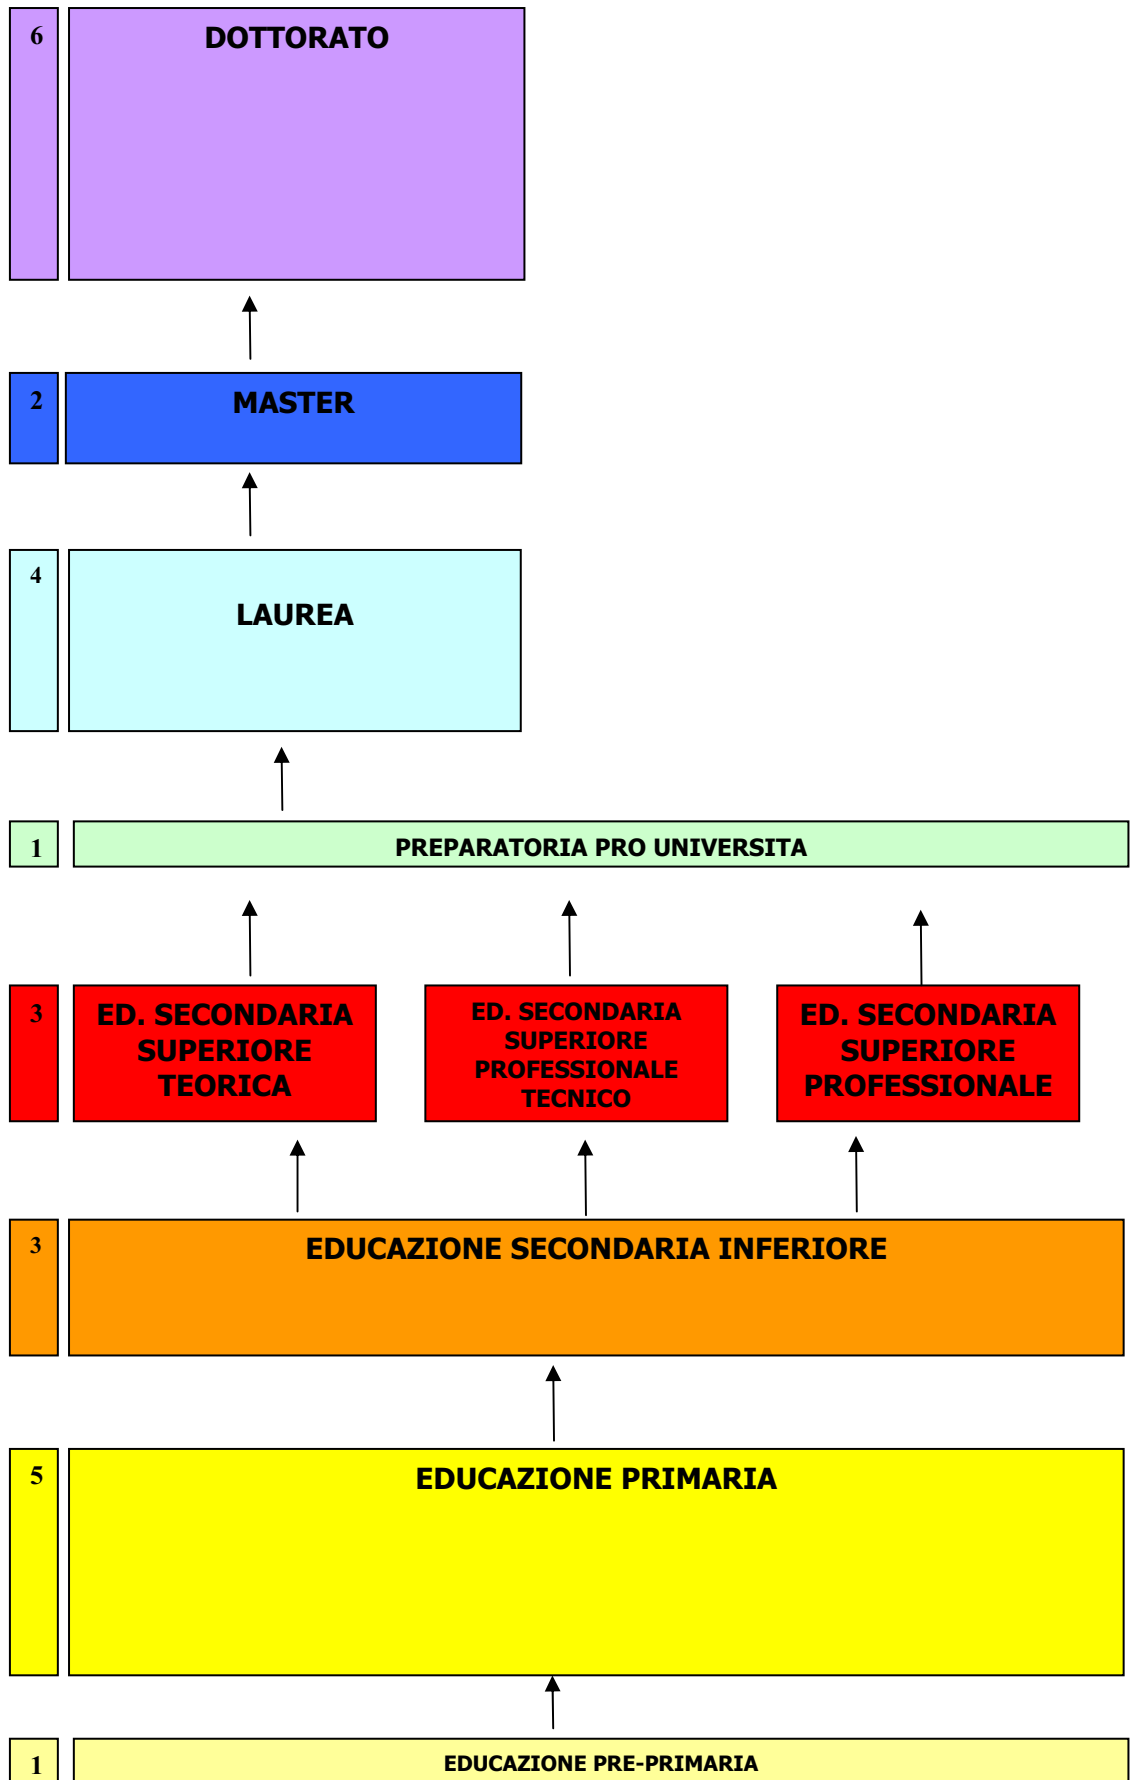 6
DOTTORATO
2
MASTER
4
LAUREA
1
PREPARATORIA PRO UNIVERSITA
3
ED. SECONDARIA
SUPERIORE
TEORICA
ED. SECONDARIA
SUPERIORE
PROFESSIONALE
TECNICO
ED. SECONDARIA
SUPERIORE
PROFESSIONALE
3
EDUCAZIONE SECONDARIA INFERIORE
5
EDUCAZIONE PRIMARIA
1
EDUCAZIONE PRE-PRIMARIA